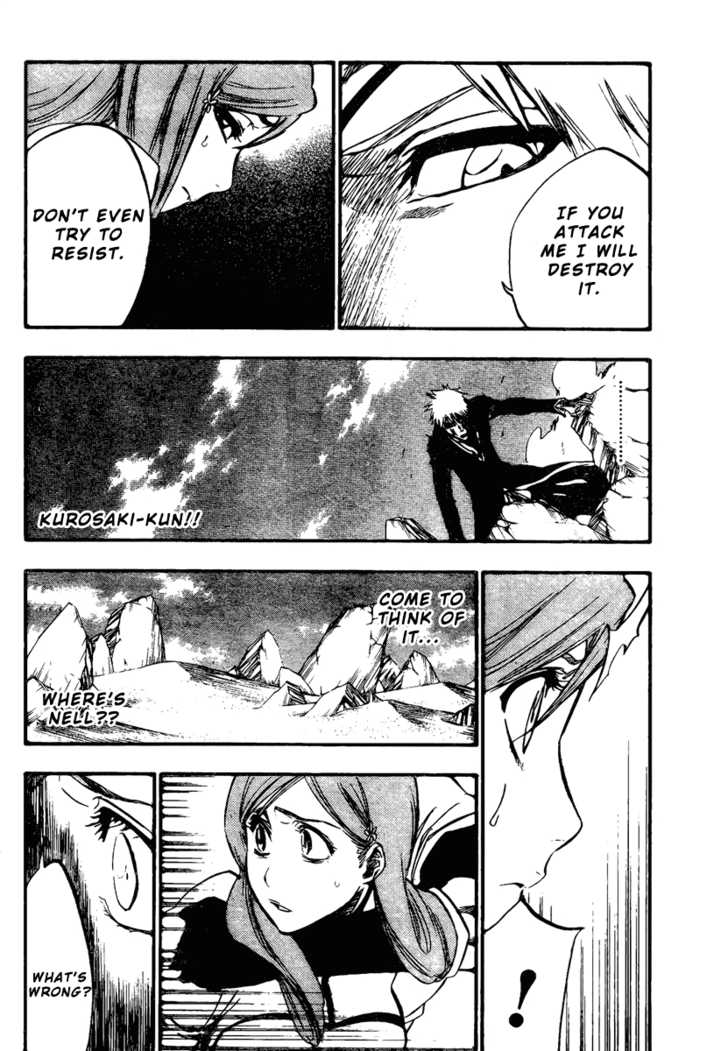 IF YOU
ATTACK
ME I WILL
DESTROY
IT.
DON'T EVEN
TRY TO
RESIST.
.........
KUROSAKI-KUN!!
COME TO
THINK OF
IT...
WHERE'S
NELL??
!
WHAT'S
WRONG?